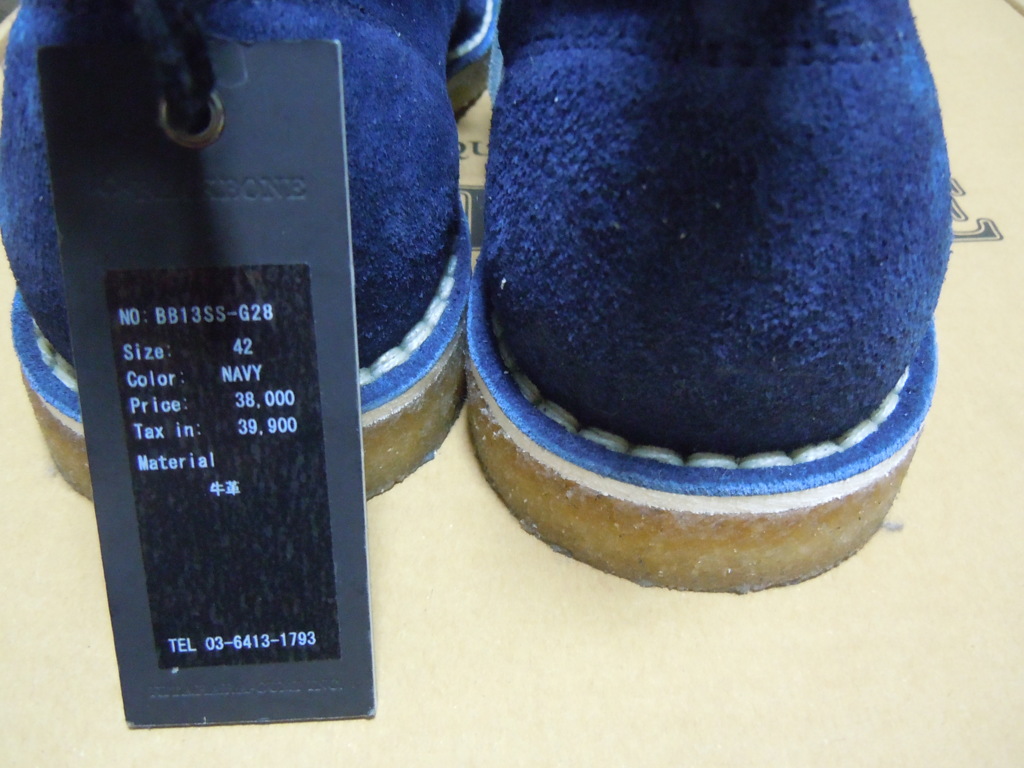 NO: BB13SS-G28
Size: 42
Color: NAVY
Price: 38,000
Tax in: 39,900
Material
牛革
TEL 03-6413-1793